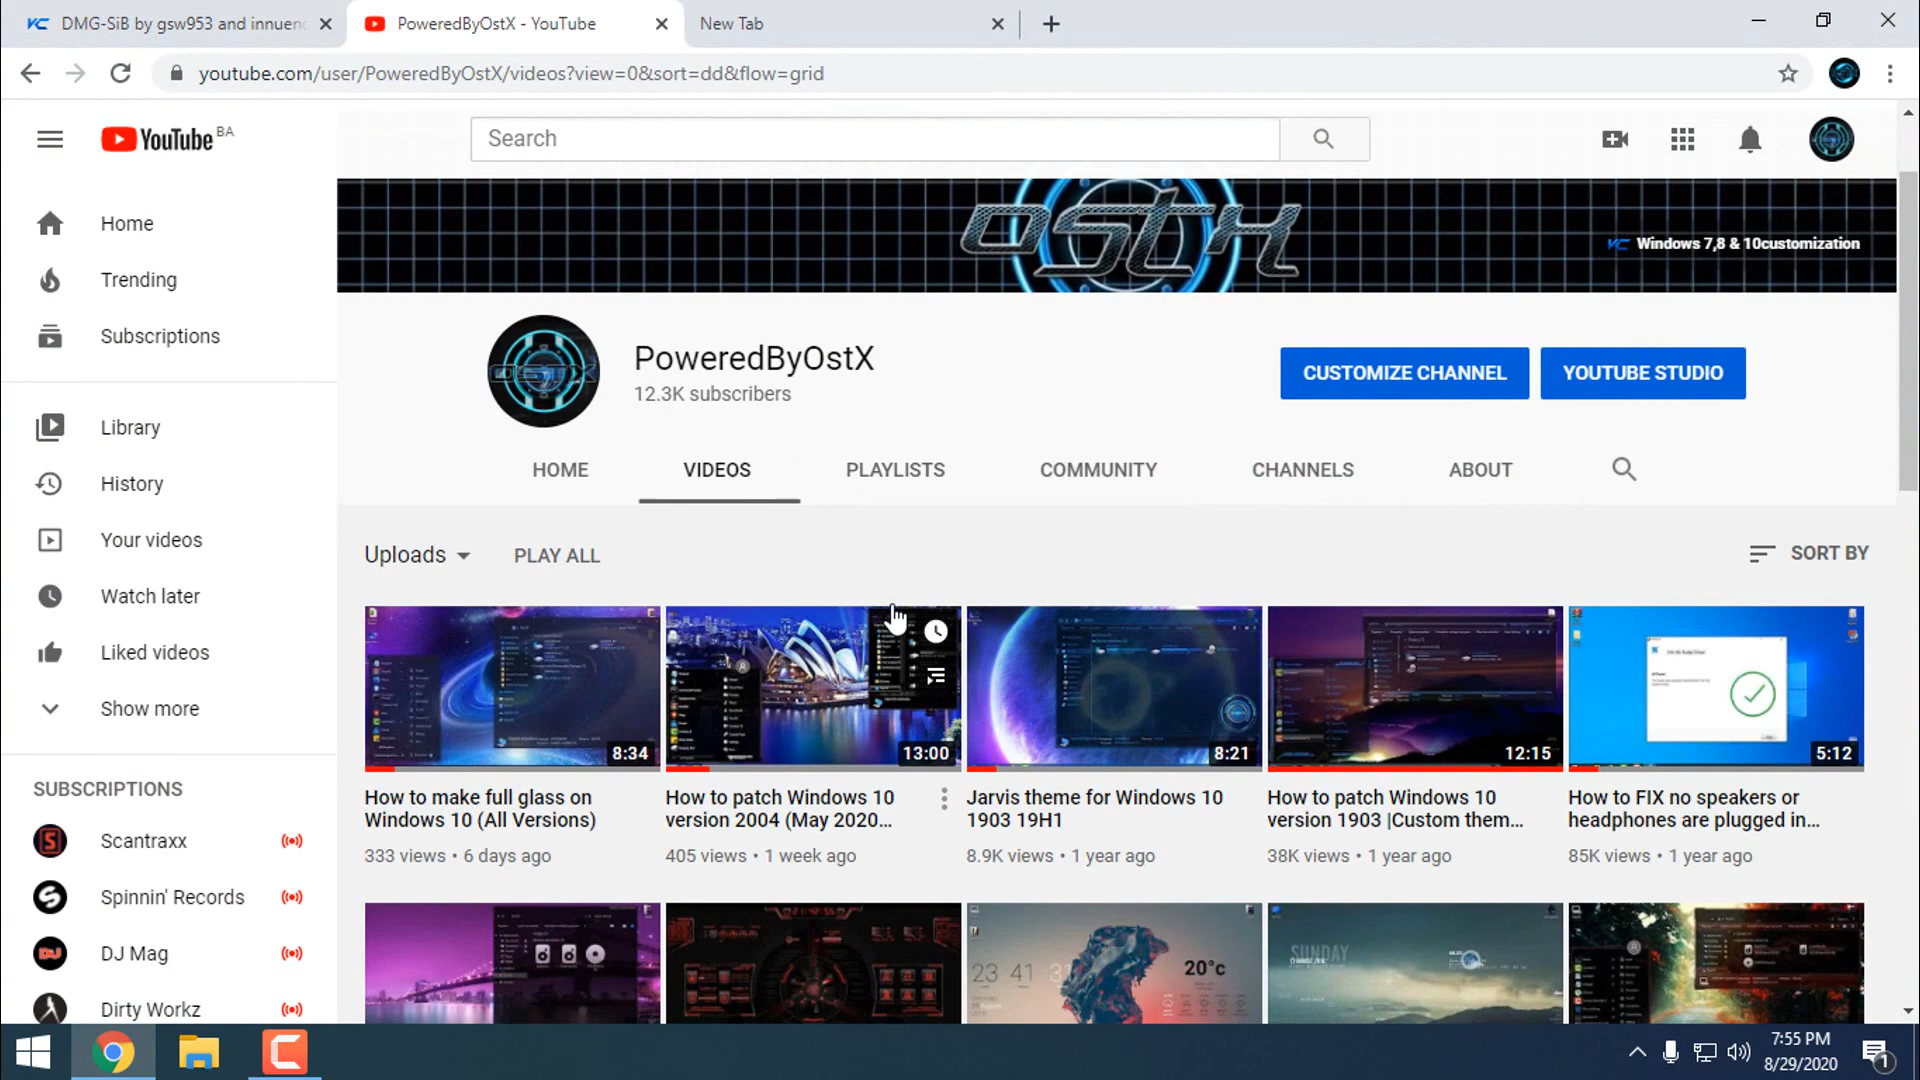 DMG-SiB by gsw953 and innuenc
PoweredByOstX - YouTube
New Tab
youtube.com/user/PoweredByOstX/videos?view=0&sort=dd&flow=grid
YouTube BA
Search
ostx
Windows 7,8 & 10customization
Home
Trending
Subscriptions
Library
History
Your videos
Watch later
Liked videos
Show more
SUBSCRIPTIONS
Scantraxx
Spinnin' Records
DJ Mag
Dirty Workz
PoweredByOstX
12.3K subscribers
CUSTOMIZE CHANNEL
YOUTUBE STUDIO
HOME
VIDEOS
PLAYLISTS
COMMUNITY
CHANNELS
ABOUT
Uploads
PLAY ALL
SORT BY
8:34
13:00
8:21
12:15
5:12
How to make full glass on
Windows 10 (All Versions)
333 views • 6 days ago
How to patch Windows 10
version 2004 (May 2020...
405 views • 1 week ago
Jarvis theme for Windows 10
1903 19H1
8.9K views • 1 year ago
How to patch Windows 10
version 1903 |Custom them...
38K views • 1 year ago
How to FIX no speakers or
headphones are plugged in...
85K views • 1 year ago
23 41
20°c
SUNDAY
7:55 PM
8/29/2020
1